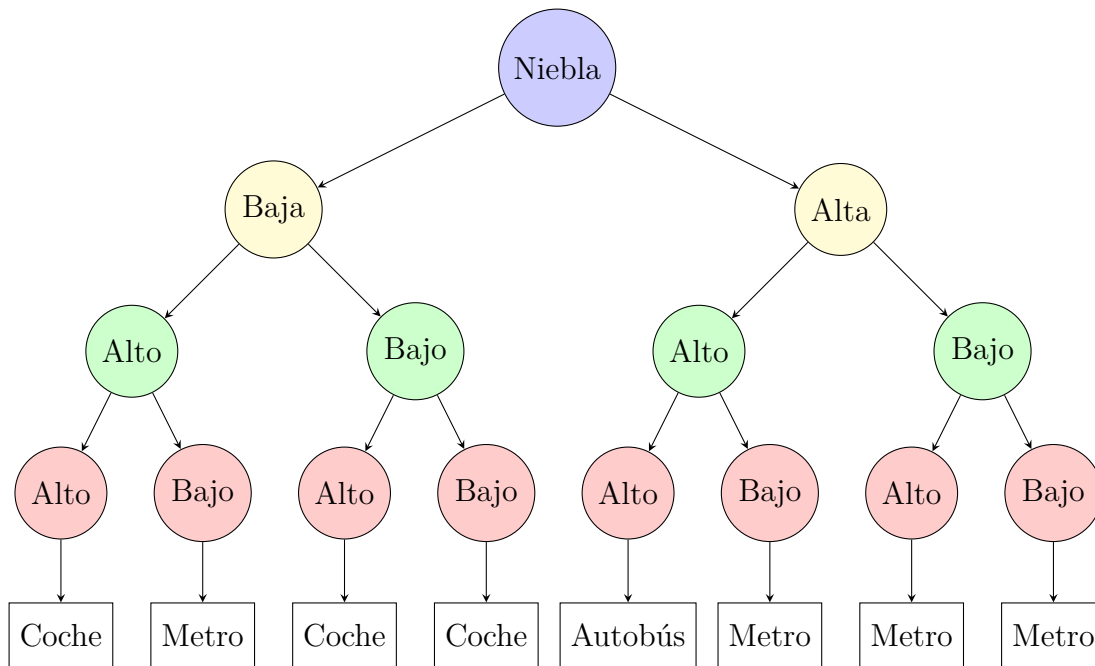 Niebla
Baja Alta
Alto Bajo Alto Bajo
Alto Bajo Alto Bajo Alto Bajo Alto Bajo
Coche Metro Coche Coche Autobús Metro Metro Metro